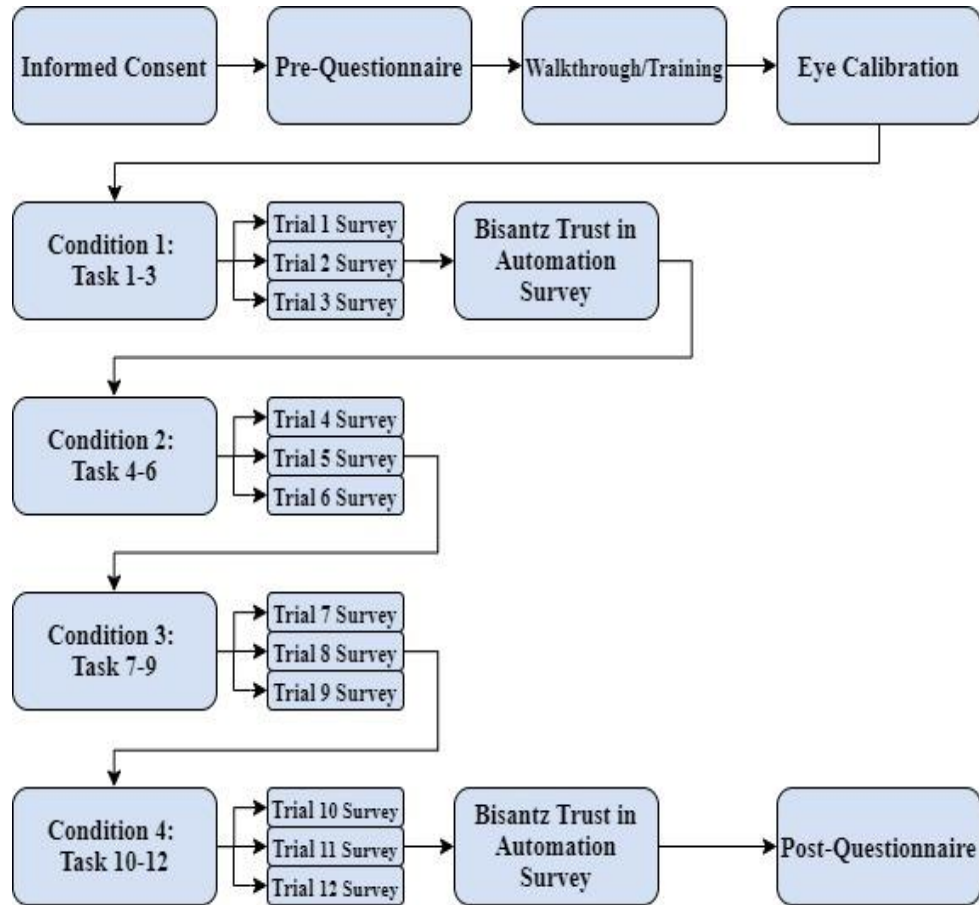 Informed Consent
Pre-Questionnaire
Walkthrough/Training
Eye Calibration
Condition 1:
Task 1-3
Trial 1 Survey
Trial 2 Survey
Trial 3 Survey
Bisantz Trust in
Automation
Survey
Condition 2:
Task 4-6
Trial 4 Survey
Trial 5 Survey
Trial 6 Survey
Condition 3:
Task 7-9
Trial 7 Survey
Trial 8 Survey
Trial 9 Survey
Condition 4:
Task 10-12
Trial 10 Survey
Trial 11 Survey
Trial 12 Survey
Bisantz Trust in
Automation
Survey
Post-Questionnaire